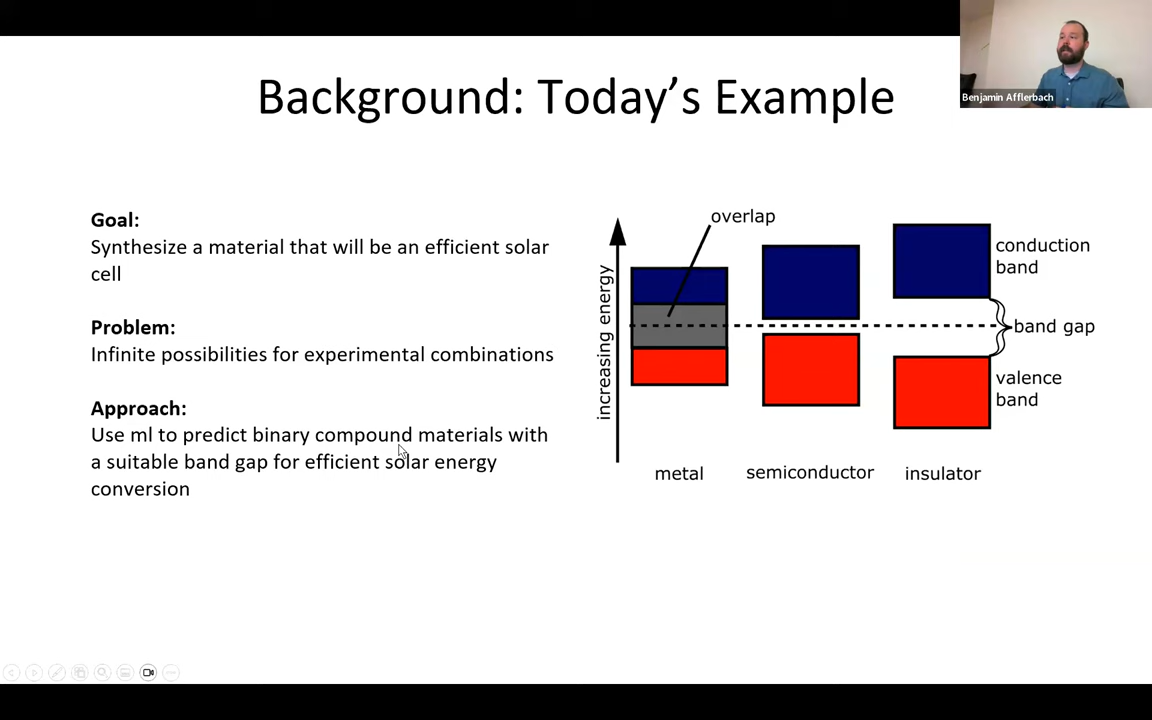 Background: Today's Example
Benjamin Afflerbach
Goal:
Synthesize a material that will be an efficient solar
cell
Problem:
Infinite possibilities for experimental combinations
Approach:
Use ml to predict binary compound materials with
a suitable band gap for efficient solar energy
conversion
overlap
increasing energy
conduction
band
band gap
valence
band
metal
semiconductor
insulator